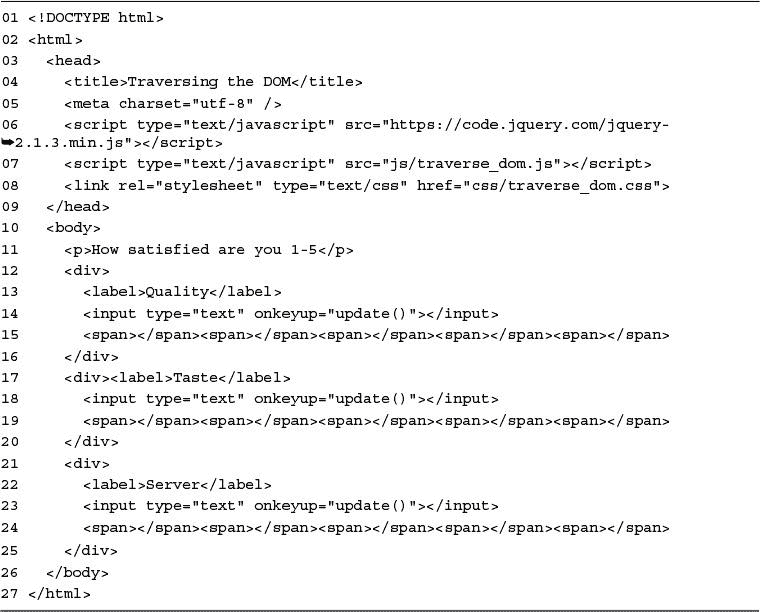 01 <!DOCTYPE html>
02 <html>
03   <head>
04     <title>Traversing the DOM</title>
05     <meta charset="utf-8" />
06     <script type="text/javascript" src="https://code.jquery.com/jquery-
➥2.1.3.min.js"></script>
07     <script type="text/javascript" src="js/traverse_dom.js"></script>
08     <link rel="stylesheet" type="text/css" href="css/traverse_dom.css">
09   </head>
10   <body>
11     <p>How satisfied are you 1-5</p>
12     <div>
13       <label>Quality</label>
14       <input type="text" onkeyup="update()"></input>
15       <span></span><span></span><span></span><span></span><span></span>
16     </div>
17     <div><label>Taste</label>
18       <input type="text" onkeyup="update()"></input>
19       <span></span><span></span><span></span><span></span><span></span>
20     </div>
21     <div>
22       <label>Server</label>
23       <input type="text" onkeyup="update()"></input>
24       <span></span><span></span><span></span><span></span><span></span>
25     </div>
26   </body>
27 </html>